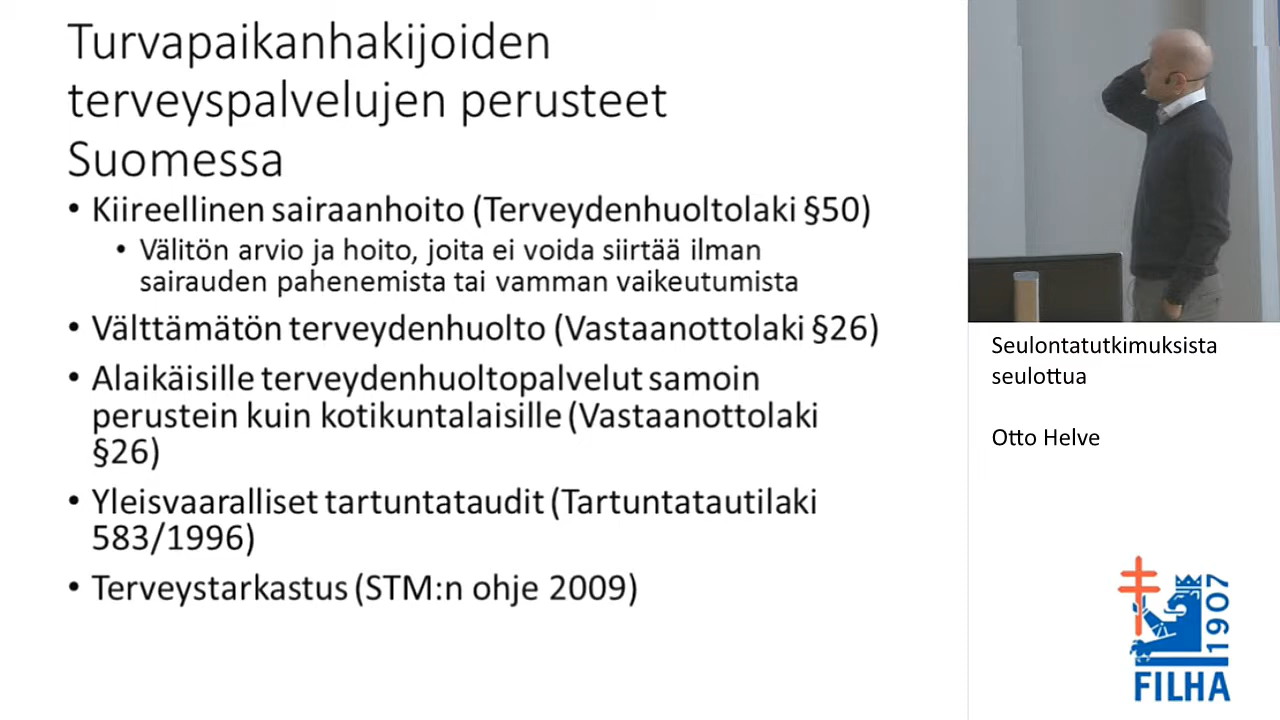 Turvapaikanhakijoiden
terveyspalvelujen perusteet
Suomessa
• Kiireellinen sairaanhoito (Terveydenhuoltolaki §50)
• Välitön arvio ja hoito, joita ei voida siirtää ilman
sairauden pahenemista tai vamman vaikeutumista
• Välttämätön terveydenhuolto (Vastaanottolaki §26)
• Alaikäisille terveydenhuoltopalvelut samoin
perustein kuin kotikuntalaisille (Vastaanottolaki
§26)
• Yleisvaaralliset tartuntataudit (Tartuntatautilaki
583/1996)
• Terveystarkastus (STM:n ohje 2009)
Seulontatutkimuksista
seulottua
Otto Helve
1907
FILHA